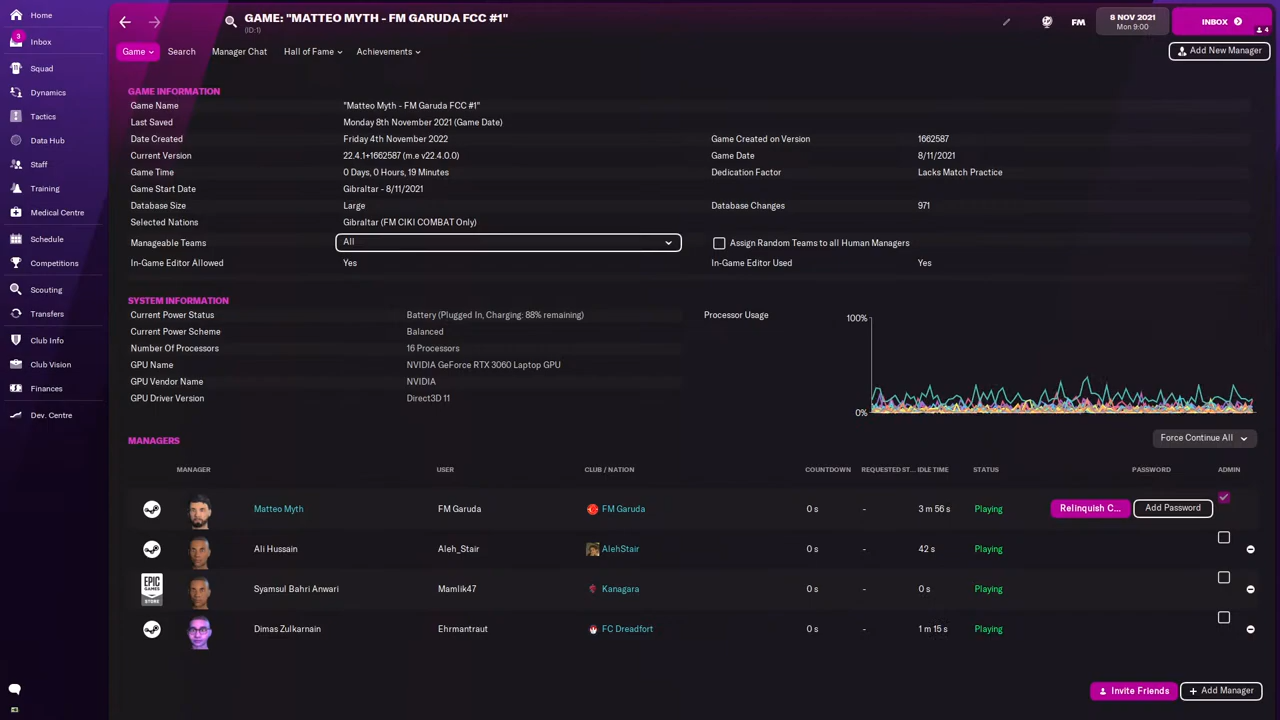 Home
3
Inbox
Squad
Dynamics
Tactics
Data Hub
Staff
Training
Medical Centre
Schedule
Competitions
Scouting
Transfers
Club Info
Club Vision
Finances
Dev. Centre
GAME: "MATTEO MYTH - FM GARUDA FCC #1"
(ID:1)
FM
8 NOV 2021
Mon 9:00
INBOX
4
Game Search Manager Chat Hall of Fame Achievements
Add New Manager
GAME INFORMATION
Game Name "Matteo Myth - FM Garuda FCC #1"
Last Saved Monday 8th November 2021 (Game Date)
Date Created Friday 4th November 2022 Game Created on Version 1662587
Current Version 22.4.1+1662587 (m.e v22.4.0.0) Game Date 8/11/2021
Game Time 0 Days, 0 Hours, 19 Minutes Dedication Factor Lacks Match Practice
Game Start Date Gibraltar - 8/11/2021
Database Size Large Database Changes 971
Selected Nations Gibraltar (FM CIKI COMBAT Only)
Manageable Teams All Assign Random Teams to all Human Managers
In-Game Editor Allowed Yes In-Game Editor Used Yes
SYSTEM INFORMATION
Current Power Status Battery (Plugged In, Charging: 88% remaining) Processor Usage 100%
Current Power Scheme Balanced
Number Of Processors 16 Processors
GPU Name NVIDIA GeForce RTX 3060 Laptop GPU
GPU Vendor Name NVIDIA
GPU Driver Version Direct3D 11
0%
MANAGERS Force Continue All
MANAGER USER CLUB / NATION COUNTDOWN REQUESTED ST... IDLE TIME STATUS PASSWORD ADMIN
Matteo Myth FM Garuda FM Garuda 0 s - 3 m 56 s Playing Relinquish C... Add Password
Ali Hussain Aleh_Stair AlehStair 0 s - 42 s Playing
EPIC GAMES STORE Syamsul Bahri Anwari Mamlik47 Kanagara 0 s - 0 s Playing
Dimas Zulkarnain Ehrmantraut FC Dreadfort 0 s - 1 m 15 s Playing
Invite Friends + Add Manager